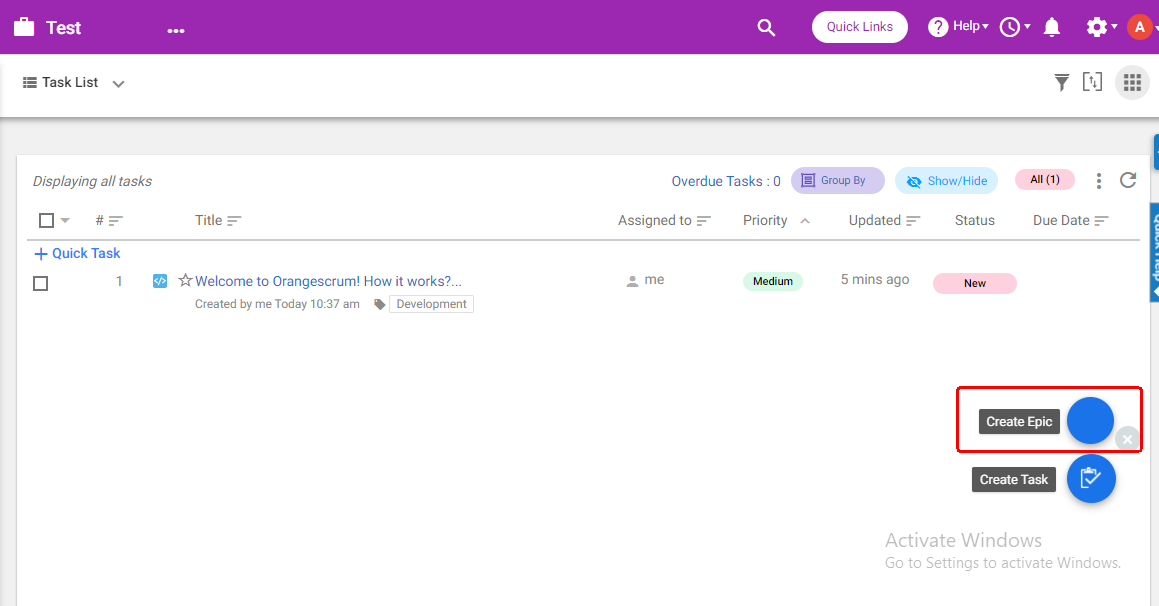 Test
...
Quick Links
? Help
A
Task List
Displaying all tasks
Overdue Tasks : 0
Group By
Show/Hide
All (1)
# Title Assigned to Priority Updated Status Due Date
+ Quick Task
1 Welcome to Orangescrum! How it works?... me Medium 5 mins ago New
Created by me Today 10:37 am Development
Quick Help
Create Epic
Create Task
Activate Windows
Go to Settings to activate Windows.